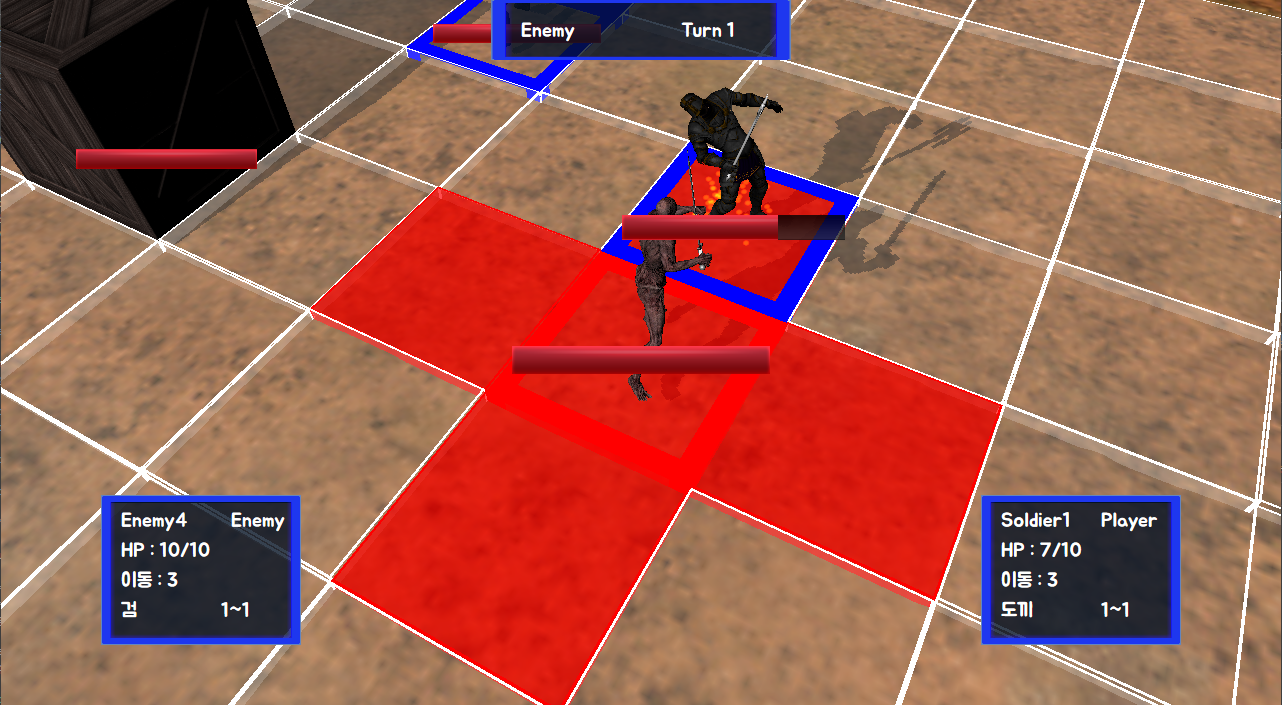 Enemy Turn 1
Enemy4 Enemy
HP : 10/10
이동 : 3
검 1~1
Soldier1 Player
HP : 7/10
이동 : 3
도끼 1~1